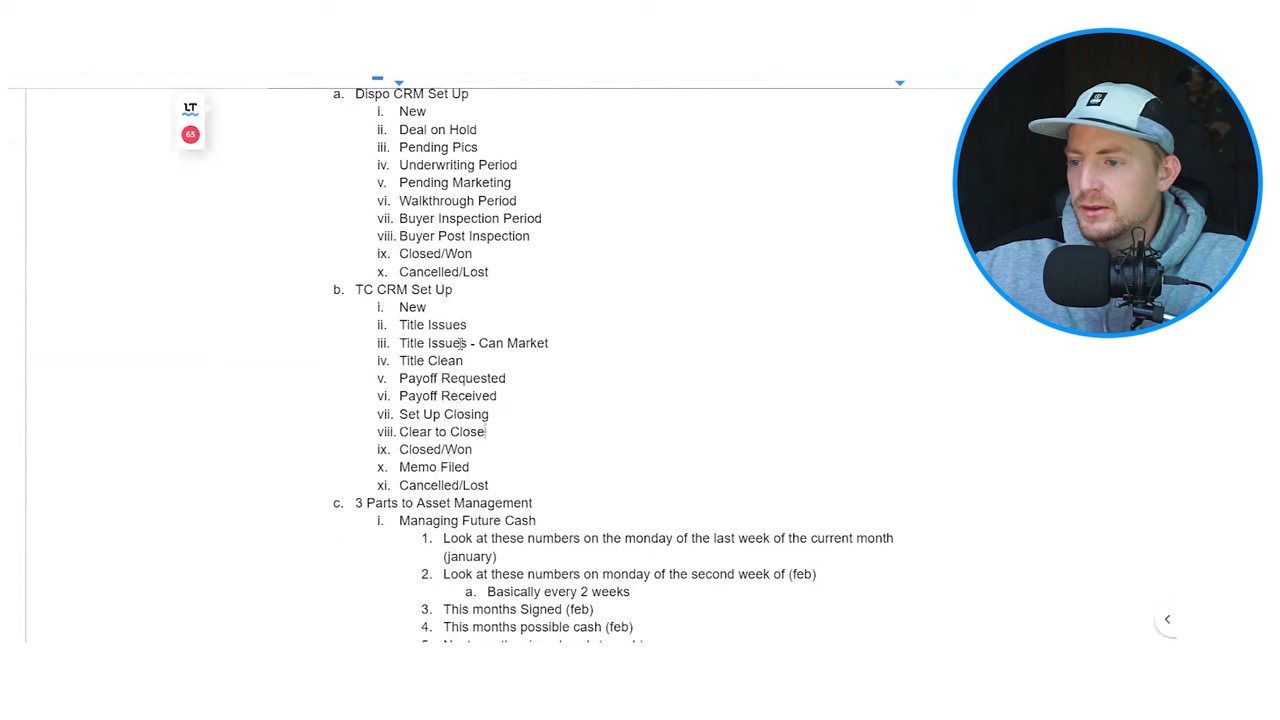 a. Dispo CRM Set Up
LT
i. New
65
ii. Deal on Hold
iii. Pending Pics
iv. Underwriting Period
v. Pending Marketing
vi. Walkthrough Period
vii. Buyer Inspection Period
viii. Buyer Post Inspection
ix. Closed/Won
x. Cancelled/Lost
b. TC CRM Set Up
i. New
ii. Title Issues
iii. Title Issues - Can Market
iv. Title Clean
v. Payoff Requested
vi. Payoff Received
vii. Set Up Closing
viii. Clear to Close
ix. Closed/Won
x. Memo Filed
xi. Cancelled/Lost
c. 3 Parts to Asset Management
i. Managing Future Cash
1. Look at these numbers on the monday of the last week of the current month
(january)
2. Look at these numbers on monday of the second week of (feb)
a. Basically every 2 weeks
3. This months Signed (feb)
4. This months possible cash (feb)